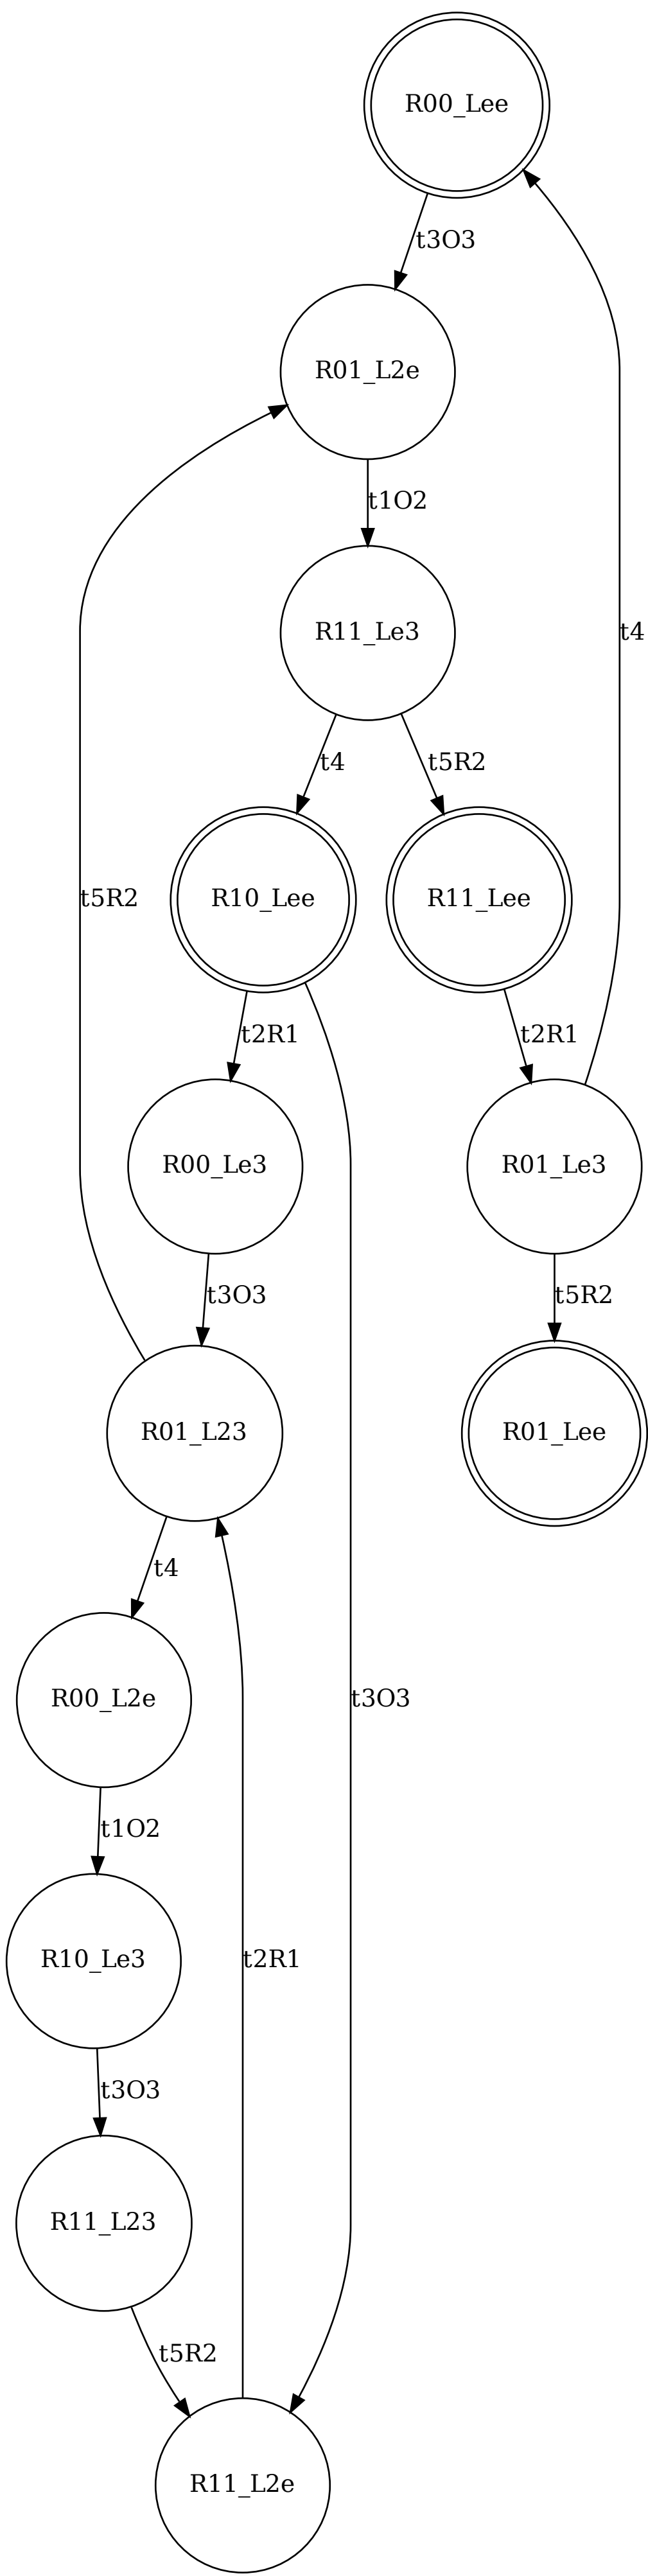 R00_Lee
t3O3
R01_L2e
t1O2
R11_Le3
t4
t4
t5R2
t5R2
R10_Lee
R11_Lee
t2R1
t2R1
R00_Le3
R01_Le3
t3O3
t5R2
R01_L23
R01_Lee
t4
R00_L2e
t3O3
t1O2
R10_Le3
t2R1
t3O3
R11_L23
t5R2
R11_L2e